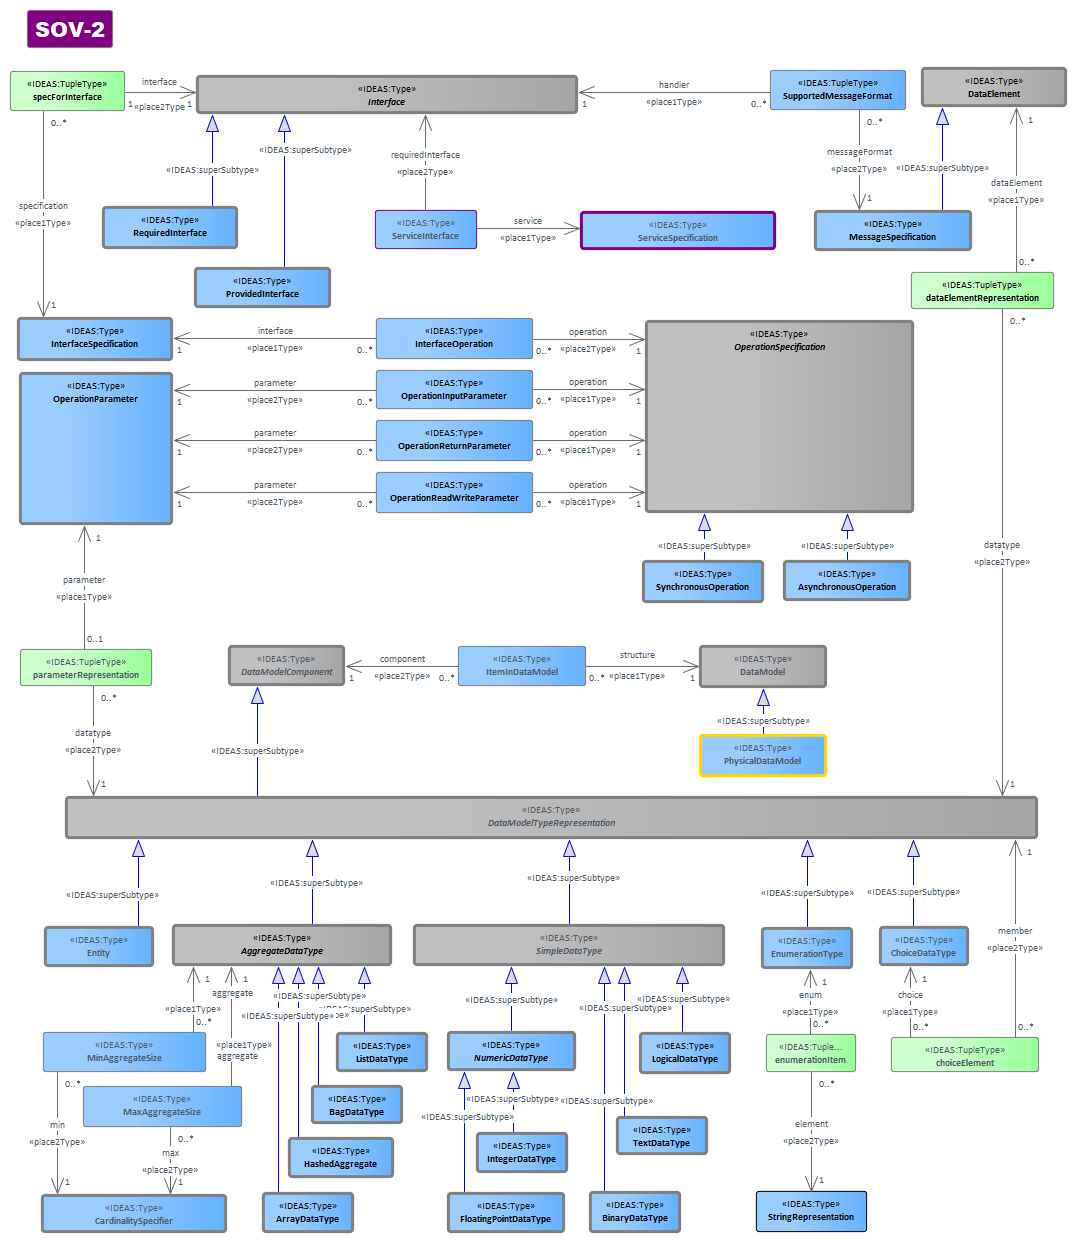 SOV-2
«IDEAS:TupleType»
specForInterface
interface
1
«place2Type»
1
«IDEAS:Type»
Interface
handler
1
«place1Type»
0..*
«IDEAS:TupleType»
SupportedMessageFormat
«IDEAS:Type»
DataElement
0..*
0..*
1
«IDEAS:superSubtype»
«IDEAS:superSubtype»
requiredInterface
«place2Type»
messageFormat
«place2Type»
«IDEAS:superSubtype»
dataElement
«place1Type»
specification
«place1Type»
1
«IDEAS:Type»
RequiredInterface
«IDEAS:Type»
ServiceInterface
service
«place1Type»
«IDEAS:Type»
ServiceSpecification
«IDEAS:Type»
MessageSpecification
«IDEAS:Type»
ProvidedInterface
0..*
«IDEAS:TupleType»
dataElementRepresentation
0..*
1
«IDEAS:Type»
InterfaceSpecification
interface
1
«place1Type»
0..*
«IDEAS:Type»
InterfaceOperation
operation
0..*
«place2Type»
1
«IDEAS:Type»
OperationSpecification
«IDEAS:Type»
OperationParameter
parameter
1
«place2Type»
0..*
«IDEAS:Type»
OperationInputParameter
operation
0..*
«place1Type»
1
parameter
1
«place2Type»
0..*
«IDEAS:Type»
OperationReturnParameter
operation
0..*
«place1Type»
1
parameter
1
«place2Type»
0..*
«IDEAS:Type»
OperationReadWriteParameter
operation
0..*
«place1Type»
1
1
«IDEAS:superSubtype»
«IDEAS:superSubtype»
datatype
«place2Type»
parameter
«place1Type»
«IDEAS:Type»
SynchronousOperation
«IDEAS:Type»
AsynchronousOperation
0..1
«IDEAS:TupleType»
parameterRepresentation
0..*
«IDEAS:Type»
DataModelComponent
component
1
«place2Type»
0..*
«IDEAS:Type»
ItemInDataModel
structure
0..*
«place1Type»
1
«IDEAS:Type»
DataModel
«IDEAS:superSubtype»
datatype
«place2Type»
«IDEAS:superSubtype»
«IDEAS:Type»
PhysicalDataModel
1
1
«IDEAS:Type»
DataModelTypeRepresentation
1
«IDEAS:superSubtype»
«IDEAS:superSubtype»
«IDEAS:superSubtype»
«IDEAS:superSubtype»
«IDEAS:superSubtype»
«IDEAS:Type»
Entity
«IDEAS:Type»
AggregateDataType
«IDEAS:Type»
SimpleDataType
«IDEAS:Type»
EnumerationType
«IDEAS:Type»
ChoiceDataType
member
«place2Type»
1
1
aggregate
«place1Type»
0..*
«IDEAS:superSubtype»
«IDEAS:superSubtype»
«IDEAS:superSubtype»
«IDEAS:superSubtype»
«IDEAS:superSubtype»
1
enum
«place1Type»
0..*
1
choice
«place1Type»
0..*
0..*
«IDEAS:Type»
MinAggregateSize
«place1Type»
aggregate
«IDEAS:Type»
ListDataType
«IDEAS:Type»
NumericDataType
«IDEAS:Type»
LogicalDataType
«IDEAS:Tuple...
enumerationItem
«IDEAS:TupleType»
choiceElement
0..*
0..*
«IDEAS:Type»
MaxAggregateSize
«IDEAS:Type»
BagDataType
«IDEAS:superSubtype»
«IDEAS:superSubtype»
«IDEAS:superSubtype»
min
«place2Type»
0..*
max
«place2Type»
«IDEAS:Type»
HashedAggregate
«IDEAS:Type»
IntegerDataType
«IDEAS:Type»
TextDataType
element
«place2Type»
1
1
1
«IDEAS:Type»
CardinalitySpecifier
«IDEAS:Type»
ArrayDataType
«IDEAS:Type»
FloatingPointDataType
«IDEAS:Type»
BinaryDataType
«IDEAS:Type»
StringRepresentation